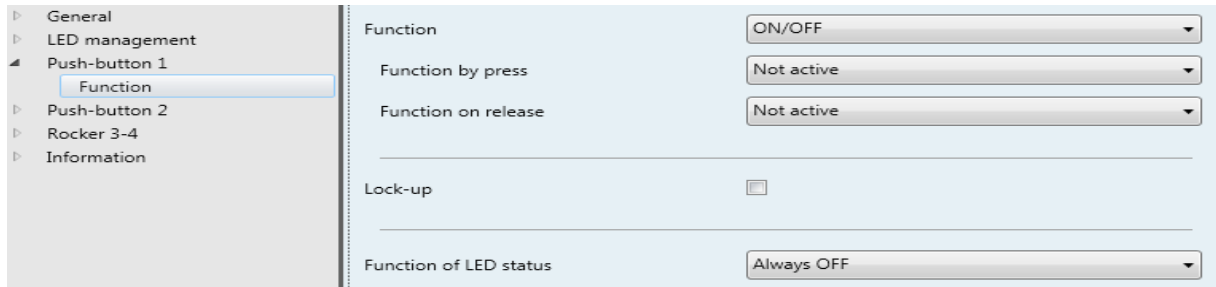 General
LED management
Push-button 1
Function
Push-button 2
Rocker 3-4
Information
Function ON/OFF
Function by press Not active
Function on release Not active
Lock-up
Function of LED status Always OFF